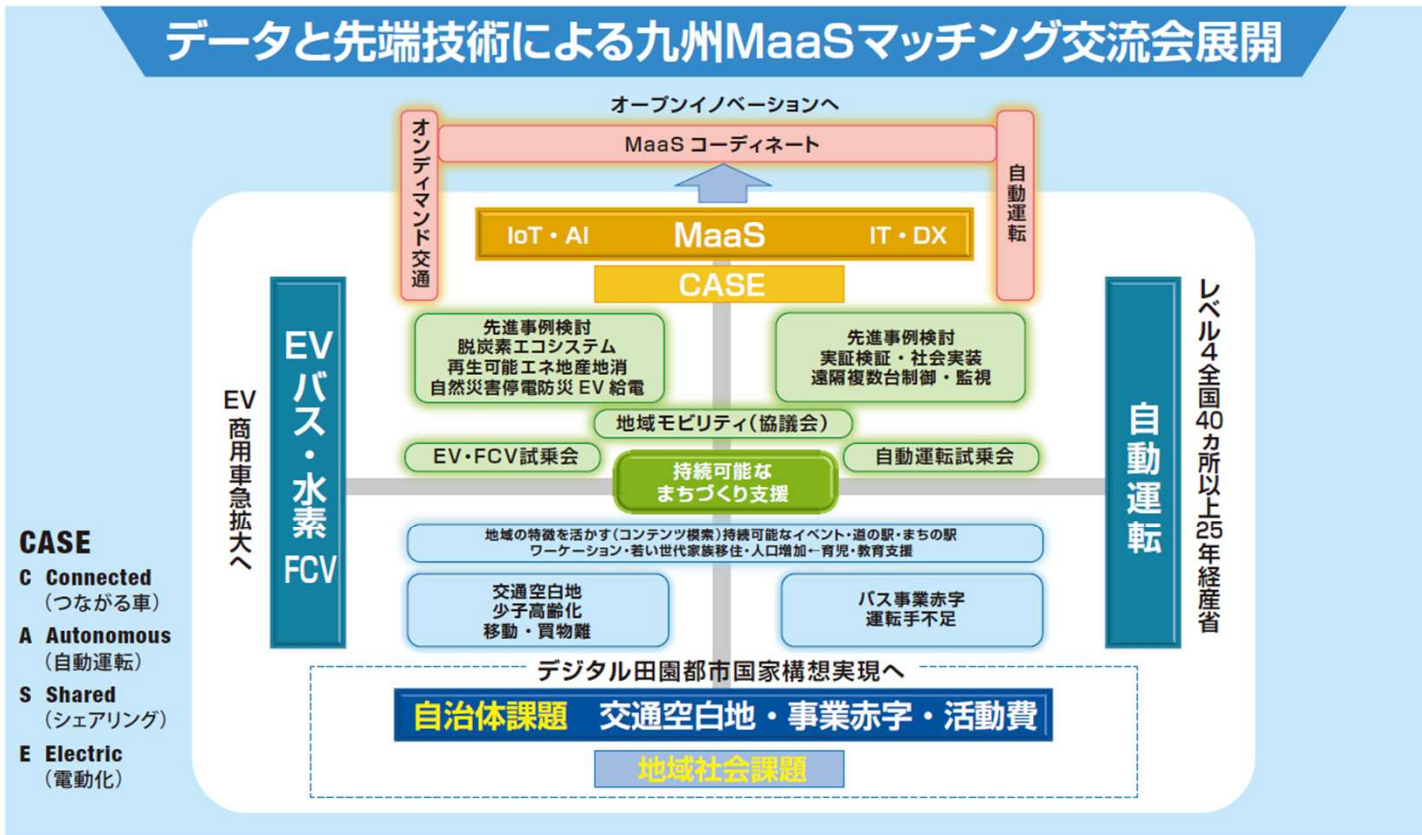 データと先端技術による九州MaaSマッチング交流会展開
オープンイノベーションへ
MaaS コーディネート
オンディマンド交通
自動運転
IoT・AI MaaS IT・DX
CASE
先進事例検討
脱炭素エコシステム
再生可能エネ地産地消
自然災害停電防災 EV 給電
先進事例検討
実証検証・社会実装
遠隔複数台制御・監視
地域モビリティ(協議会)
EV・FCV試乗会
自動運転試乗会
持続可能な
まちづくり支援
EV 商用車急拡大へ
EVバス・水素 FCV
自動運転
レベル4全国40ヵ所以上25年経産省
地域の特徴を活かす(コンテンツ模索)持続可能なイベント・道の駅・まちの駅
ワーケーション・若い世代家族移住・人口増加←育児・教育支援
交通空白地
少子高齢化
移動・買物難
バス事業赤字
運転手不足
デジタル田園都市国家構想実現へ
自治体課題 交通空白地・事業赤字・活動費
地域社会課題
CASE
C Connected
(つながる車)
A Autonomous
(自動運転)
S Shared
(シェアリング)
E Electric
(電動化)